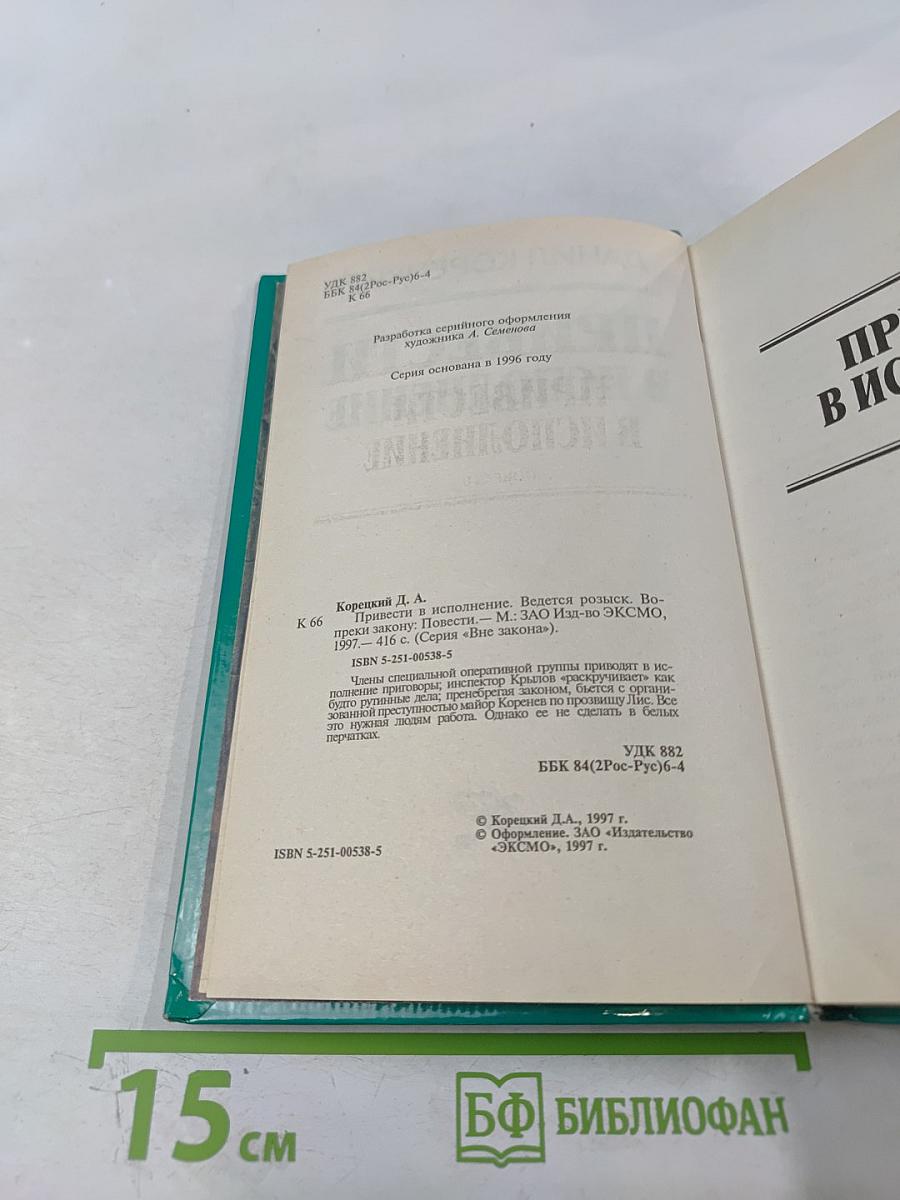 УДК 882
ББК 84(2Рос-Рус)6-4
К 66
Разработка серийного оформления
художника А. Семенова
Серия основана в 1996 году
Корецкий Д. А.
К 66 Привести в исполнение. Ведется розыск. Во-
преки закону: Повести.— М.: ЗАО Изд-во ЭКСМО,
1997.— 416 с. (Серия «Вне закона»).
ISBN 5-251-00538-5
Члены специальной оперативной группы приводят в ис-
полнение приговоры; инспектор Крылов «раскручивает» как
будто рутинные дела; пренебрегая законом, бьется с органи-
зованной преступностью майор Коренев по прозвищу Лис. Все
это нужная людям работа. Однако ее не сделать в белых
перчатках.
УДК 882
ББК 84(2Рос-Рус)6-4
© Корецкий Д.А., 1997 г.
© Оформление. ЗАО «Издательство
«ЭКСМО», 1997 г.
ISBN 5-251-00538-5
ПР
В ИС
15 см
БФ БИБЛИОФАН